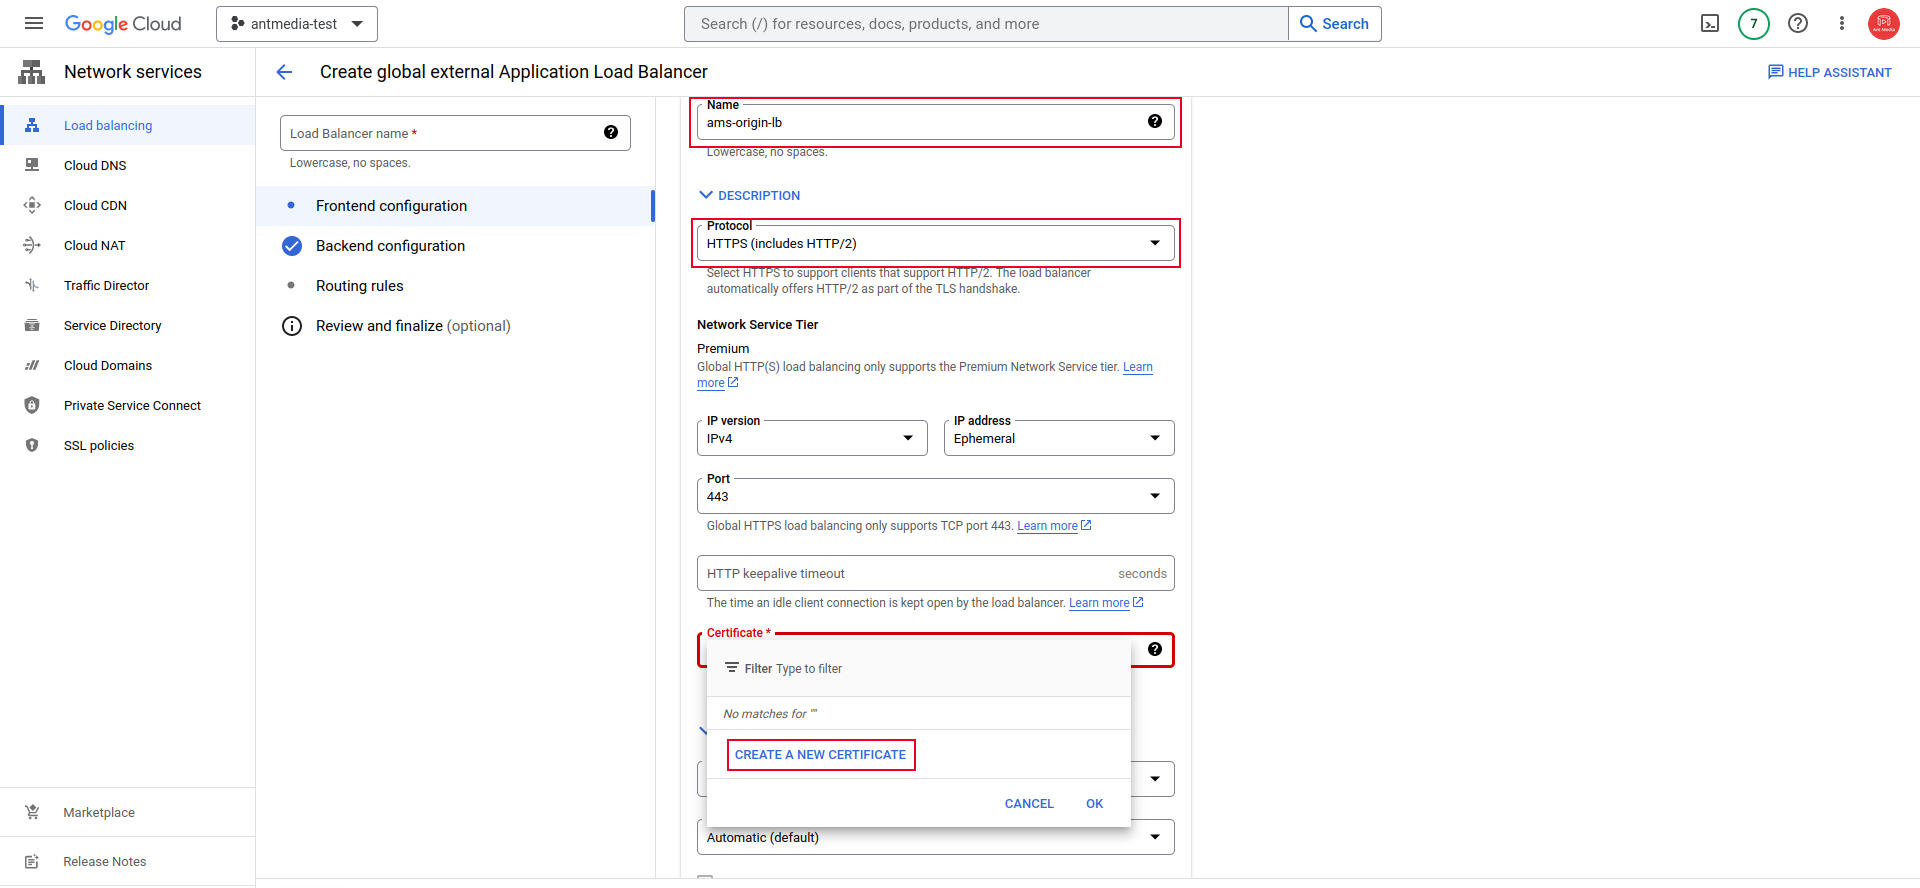 Google Cloud
antmedia-test
Search (/) for resources, docs, products, and more
Search
7
Ant Media
Network services
Create global external Application Load Balancer
HELP ASSISTANT
Load balancing
Cloud DNS
Cloud CDN
Cloud NAT
Traffic Director
Service Directory
Cloud Domains
Private Service Connect
SSL policies
Marketplace
Release Notes
Load Balancer name *
Lowercase, no spaces.
Frontend configuration
Backend configuration
Routing rules
Review and finalize (optional)
Name
ams-origin-lb
Lowercase, no spaces.
DESCRIPTION
Protocol
HTTPS (includes HTTP/2)
Select HTTPS to support clients that support HTTP/2. The load balancer
automatically offers HTTP/2 as part of the TLS handshake.
Network Service Tier
Premium
Global HTTP(S) load balancing only supports the Premium Network Service tier. Learn
more
IP version
IPv4
IP address
Ephemeral
Port
443
Global HTTPS load balancing only supports TCP port 443. Learn more
HTTP keepalive timeout
seconds
The time an idle client connection is kept open by the load balancer. Learn more
Certificate *
Filter Type to filter
No matches for ""
CREATE A NEW CERTIFICATE
CANCEL
OK
Automatic (default)